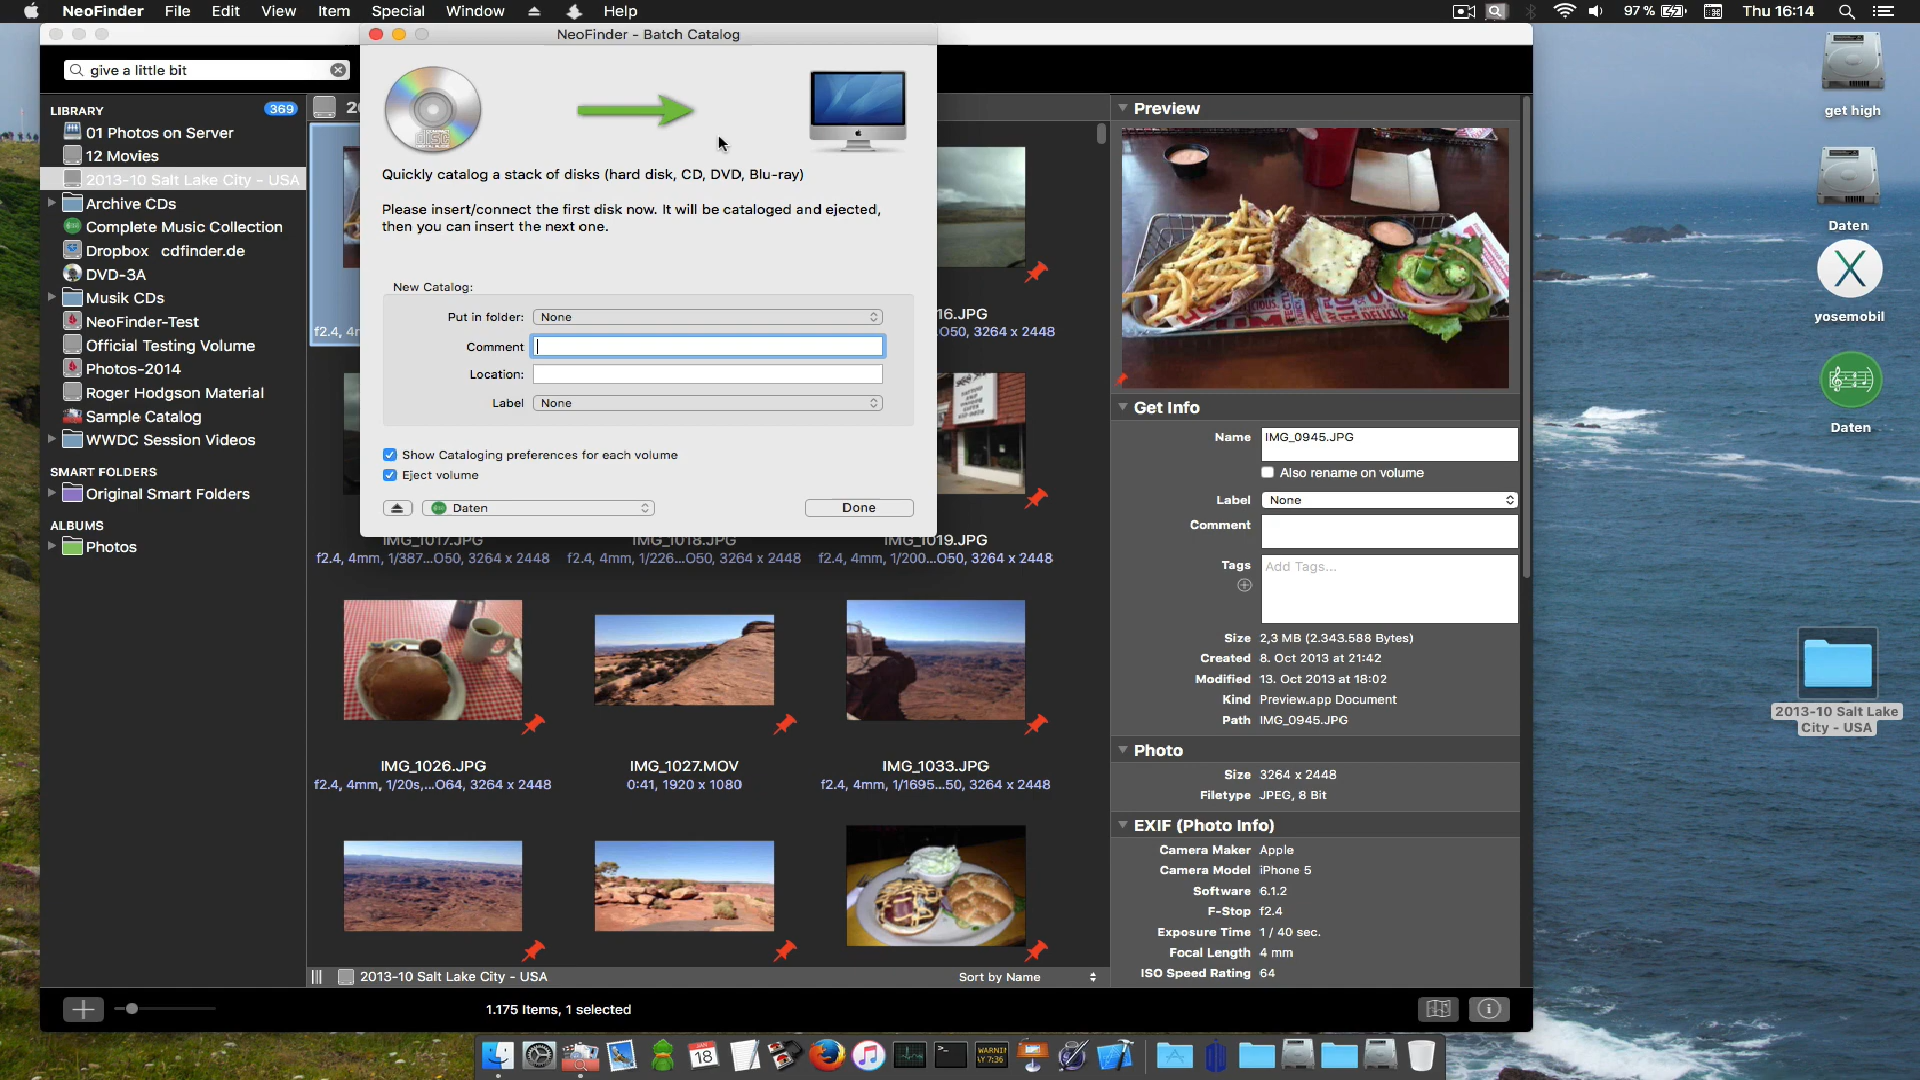 NeoFinder File Edit View Item Special Window Help
97 % Thu 16:14
NeoFinder - Batch Catalog
give a little bit
LIBRARY 369
01 Photos on Server
12 Movies
2013-10 Salt Lake City - USA
Archive CDs
Complete Music Collection
Dropbox cdfinder.de
DVD-3A
Musik CDs
NeoFinder-Test
Official Testing Volume
Photos-2014
Roger Hodgson Material
Sample Catalog
WWDC Session Videos
SMART FOLDERS
Original Smart Folders
ALBUMS
Photos
Quickly catalog a stack of disks (hard disk, CD, DVD, Blu-ray)
Please insert/connect the first disk now. It will be cataloged and ejected,
then you can insert the next one.
New Catalog:
Put in folder: None
Comment
Location:
Label None
Show Cataloging preferences for each volume
Eject volume
Daten
Done
16.JPG
f2.4, 4
O50, 3264 x 2448
IMG_1017.JPG IMG_1018.JPG IMG_1019.JPG
f2.4, 4mm, 1/387...O50, 3264 x 2448 f2.4, 4mm, 1/226...O50, 3264 x 2448 f2.4, 4mm, 1/200...O50, 3264 x 2448
IMG_1026.JPG IMG_1027.MOV IMG_1033.JPG
f2.4, 4mm, 1/20s,...O64, 3264 x 2448 0:41, 1920 x 1080 f2.4, 4mm, 1/1695...50, 3264 x 2448
2013-10 Salt Lake City - USA Sort by Name
1.175 Items, 1 selected
Preview
Get Info
Name IMG_0945.JPG
Also rename on volume
Label None
Comment
Tags Add Tags...
Size 2,3 MB (2.343.588 Bytes)
Created 8. Oct 2013 at 21:42
Modified 13. Oct 2013 at 18:02
Kind Preview.app Document
Path IMG_0945.JPG
Photo
Size 3264 x 2448
Filetype JPEG, 8 Bit
EXIF (Photo Info)
Camera Maker Apple
Camera Model iPhone 5
Software 6.1.2
F-Stop f2.4
Exposure Time 1 / 40 sec.
Focal Length 4 mm
ISO Speed Rating 64
get high
Daten
yosemobil
Daten
2013-10 Salt Lake
City - USA
18